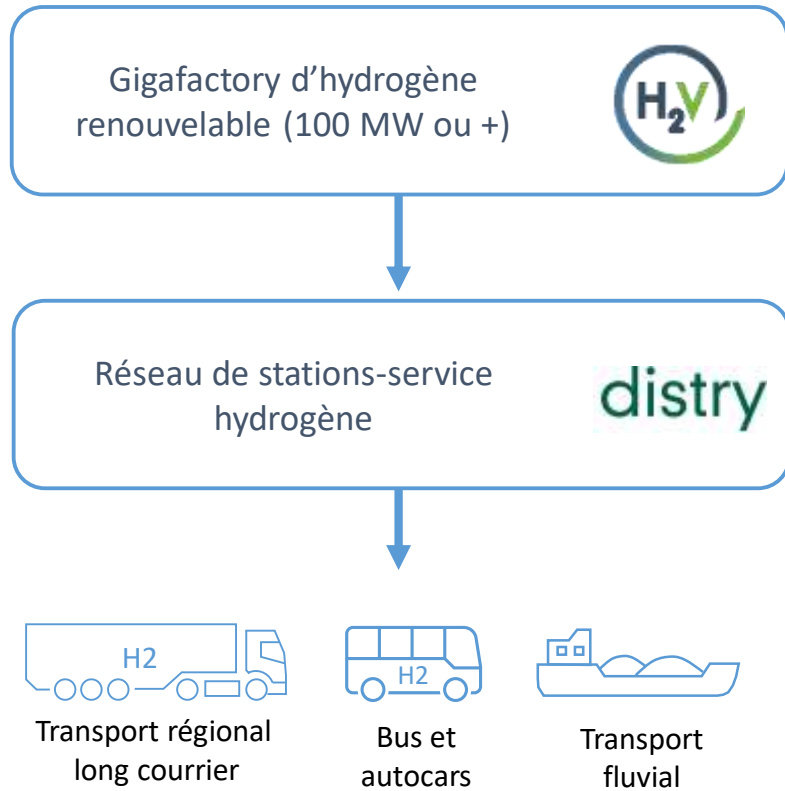 Gigafactory d’hydrogène
renouvelable (100 MW ou +)
H2V
Réseau de stations-service
hydrogène
distry
H2
H2
Transport régional
long courrier
Bus et
autocars
Transport
fluvial